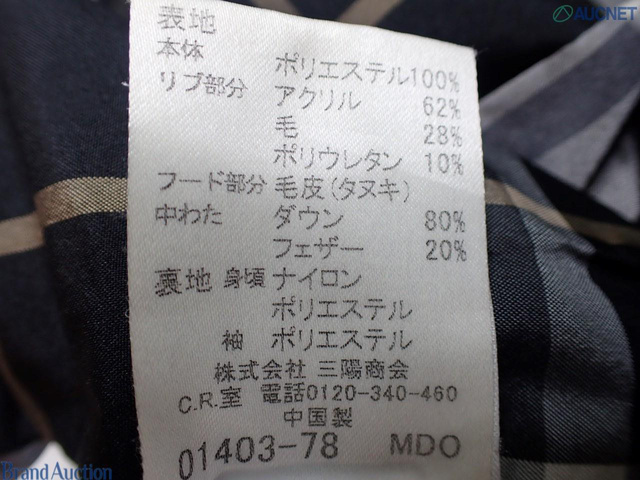 AUCNET
表地
本体 ポリエステル100%
リブ部分 アクリル 62%
毛 28%
ポリウレタン 10%
フード部分 毛皮(タヌキ)
中わた ダウン 80%
フェザー 20%
裏地 身頃 ナイロン
ポリエステル
袖 ポリエステル
株式会社 三陽商会
C.R.室 電話0120-340-460
中国製
01403-78 MDO
Brand Auction